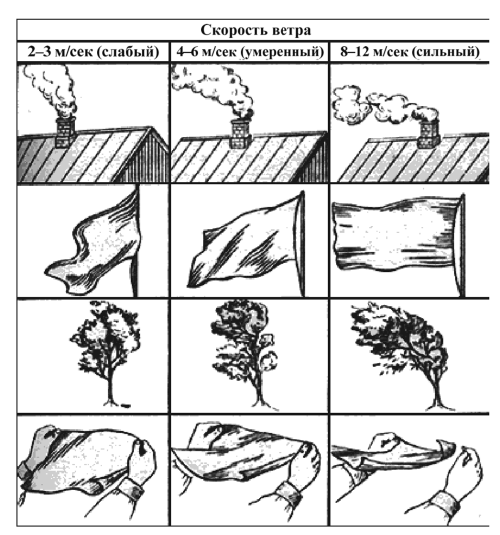 Скорость ветра
2–3 м/сек (слабый) 4–6 м/сек (умеренный) 8–12 м/сек (сильный)